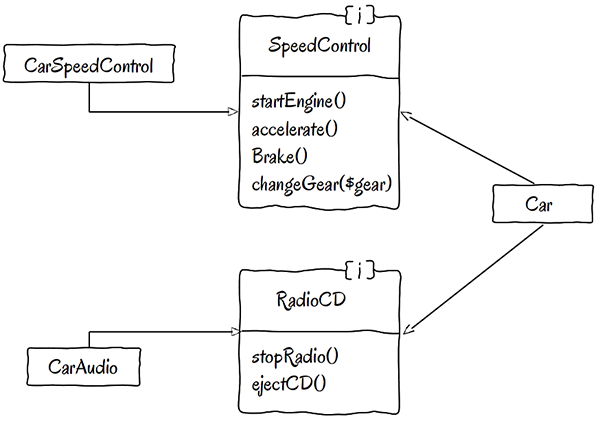 [i]
SpeedControl
CarSpeedControl
startEngine()
accelerate()
Brake()
changeGear($gear)
Car
[i]
RadioCD
stopRadio()
ejectCD()
CarAudio